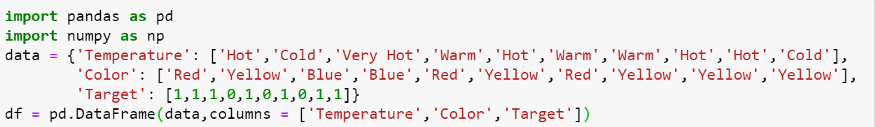 import pandas as pd
import numpy as np
data = {'Temperature': ['Hot','Cold','Very Hot','Warm','Hot','Warm','Warm','Hot','Hot','Cold'],
        'Color': ['Red','Yellow','Blue','Blue','Red','Yellow','Red','Yellow','Yellow','Yellow'],
        'Target': [1,1,1,0,1,0,1,0,1,1]}
df = pd.DataFrame(data,columns = ['Temperature','Color','Target'])